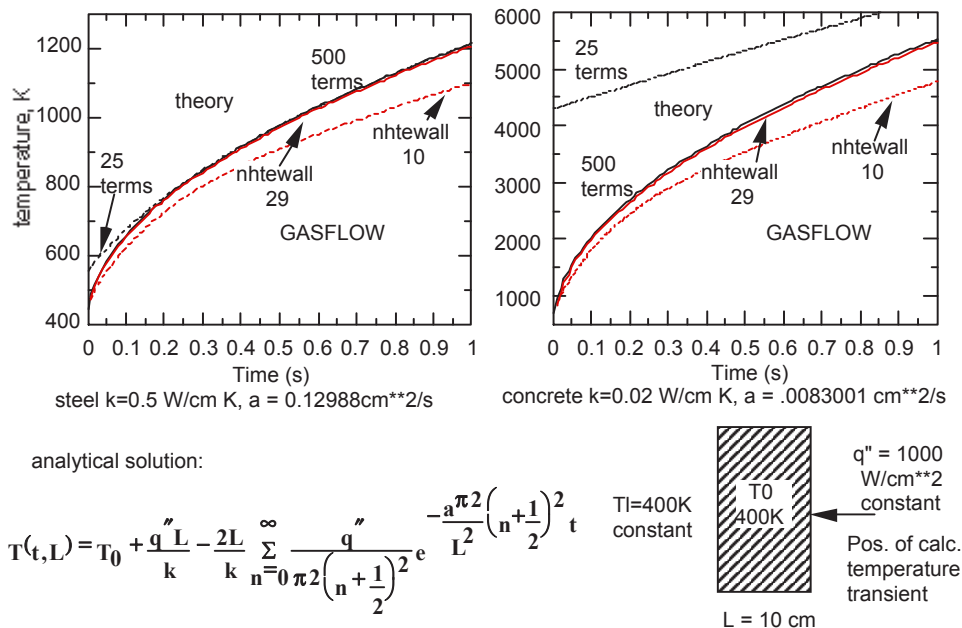 temperature, K
1200
1000
800
600
400
500
terms
theory
25
terms
nhtewall
29
nhtewall
10
GASFLOW
0 0.1 0.2 0.3 0.4 0.5 0.6 0.7 0.8 0.9 1
Time (s)
steel k=0.5 W/cm K, a = 0.12988cm**2/s
6000
5000
4000
3000
2000
1000
25
terms
theory
500
terms
nhtewall
29
nhtewall
10
GASFLOW
0 0.1 0.2 0.3 0.4 0.5 0.6 0.7 0.8 0.9 1
Time (s)
concrete k=0.02 W/cm K, a = .0083001 cm**2/s
analytical solution:
T(t, L) = T0 + q″L/k − 2L/k ∑ n=0 ∞ q″/(π2(n+1/2)^2) e^(−aπ2/L^2 (n+1/2)^2 t)
Tl=400K
constant
T0
400K
q" = 1000
W/cm**2
constant
Pos. of calc.
temperature
transient
L = 10 cm